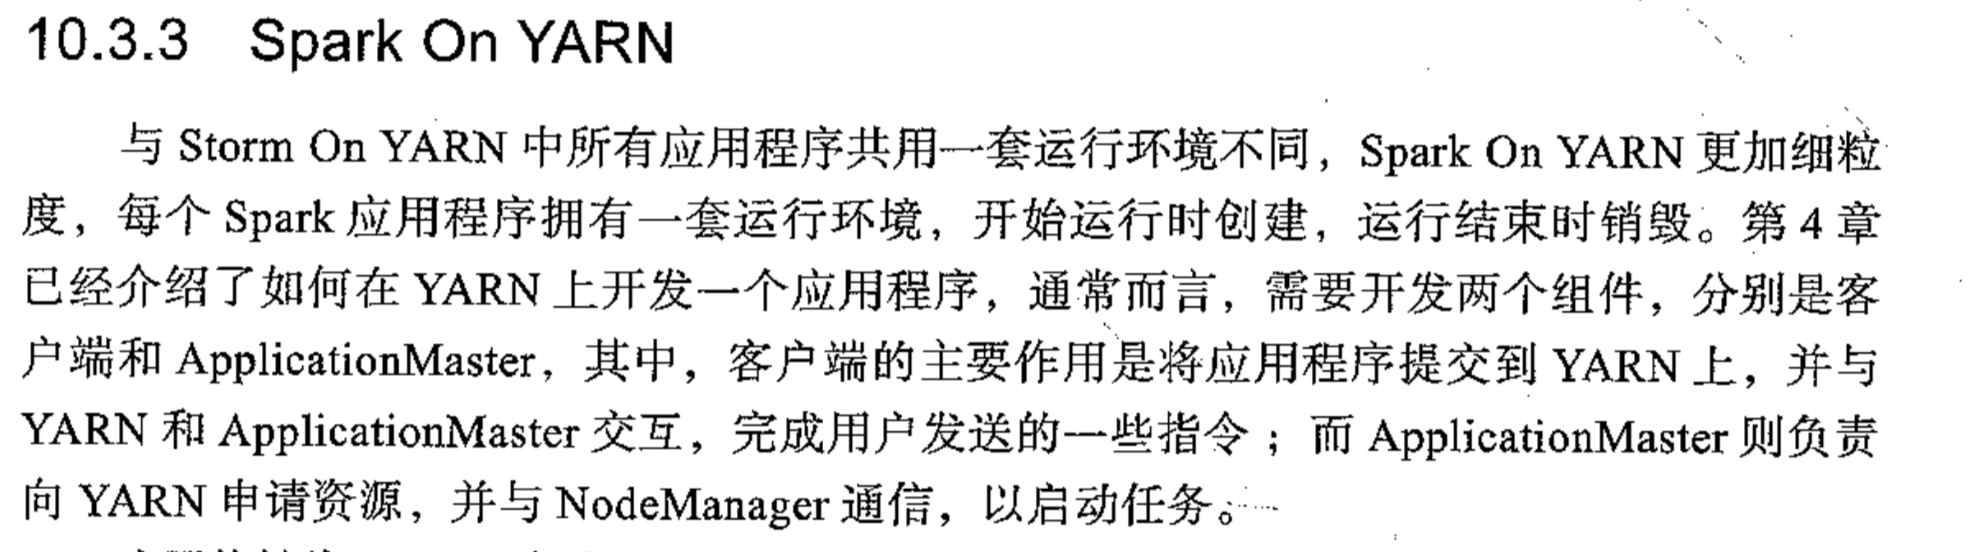 10.3.3 Spark On YARN
与 Storm On YARN 中所有应用程序共用一套运行环境不同，Spark On YARN 更加细粒
度，每个 Spark 应用程序拥有一套运行环境，开始运行时创建，运行结束时销毁。第 4 章
已经介绍了如何在 YARN 上开发一个应用程序，通常而言，需要开发两个组件，分别是客
户端和 ApplicationMaster，其中，客户端的主要作用是将应用程序提交到 YARN 上，并与
YARN 和 ApplicationMaster 交互，完成用户发送的一些指令；而 ApplicationMaster 则负责
向 YARN 申请资源，并与 NodeManager 通信，以启动任务。